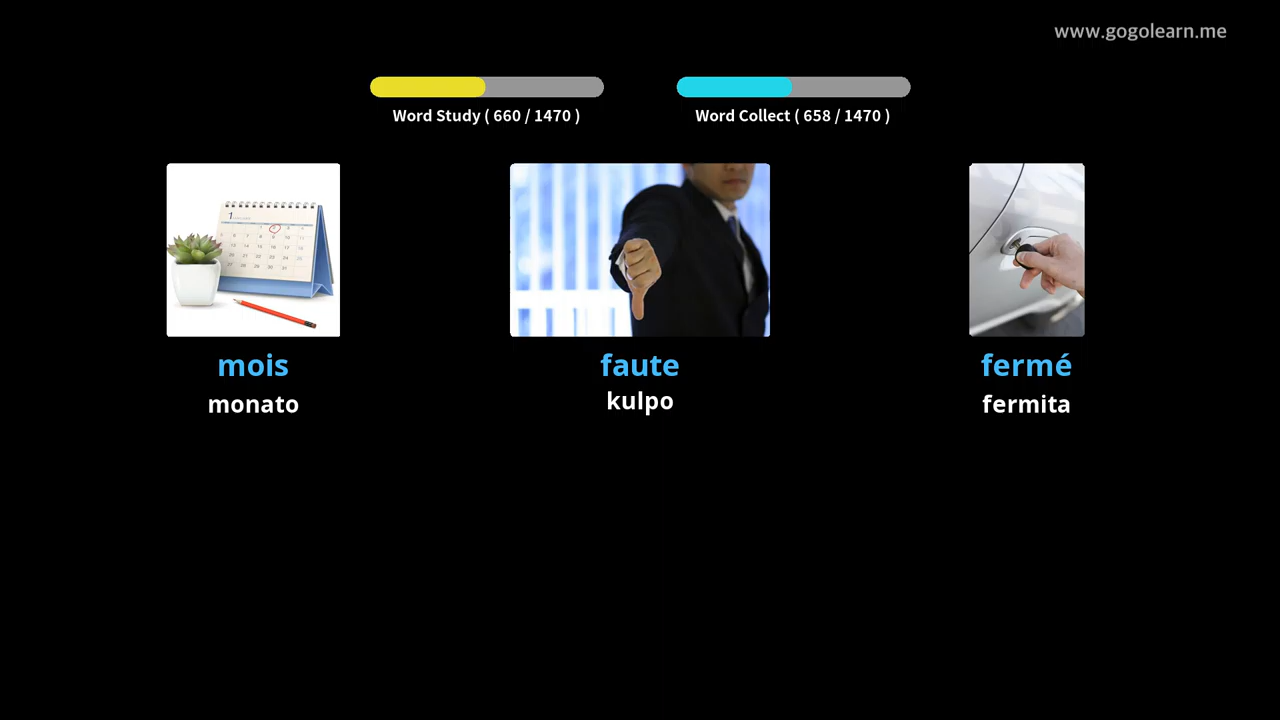 www.gogolearn.me
Word Study ( 660 / 1470 )
Word Collect ( 658 / 1470 )
mois
faute
fermé
monato
kulpo
fermita